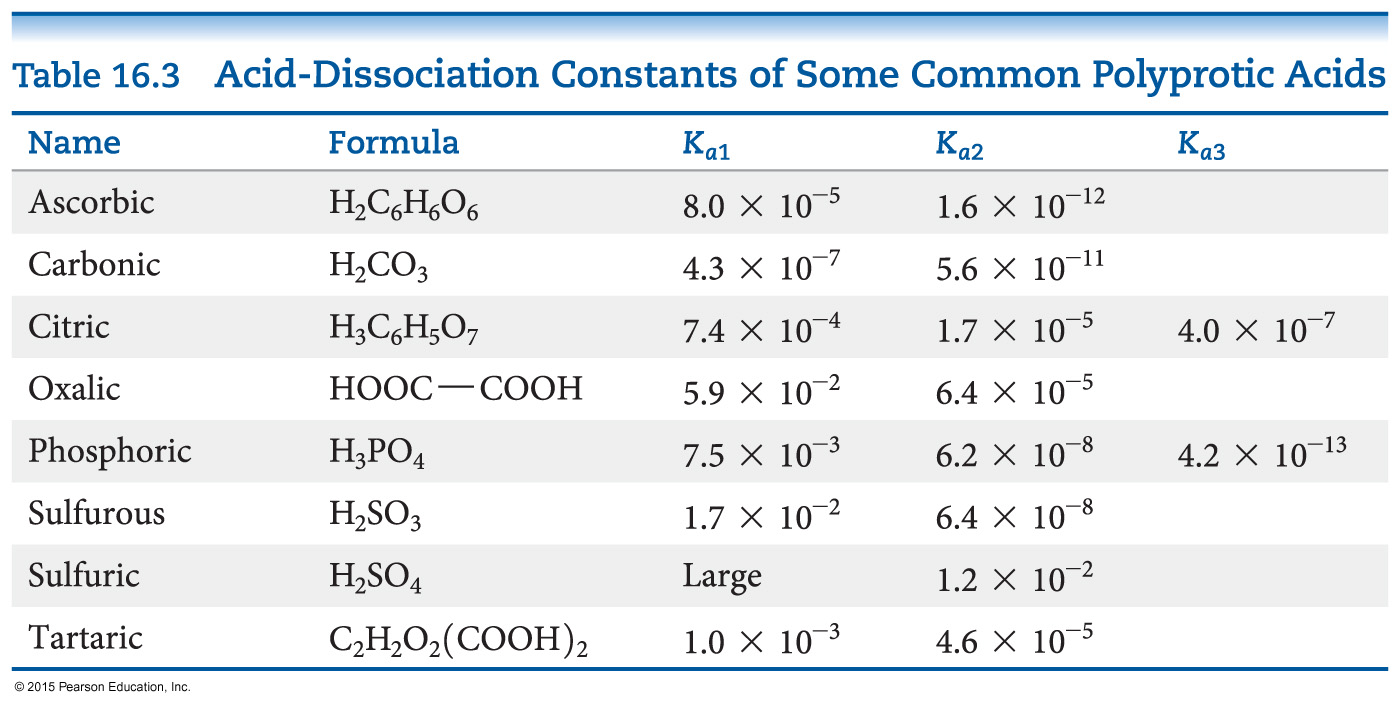 Table 16.3 Acid-Dissociation Constants of Some Common Polyprotic Acids
Name Formula Ka1 Ka2 Ka3
Ascorbic H₂C₆H₆O₆ 8.0 × 10⁻⁵ 1.6 × 10⁻¹²
Carbonic H₂CO₃ 4.3 × 10⁻⁷ 5.6 × 10⁻¹¹
Citric H₃C₆H₅O₇ 7.4 × 10⁻⁴ 1.7 × 10⁻⁵ 4.0 × 10⁻⁷
Oxalic HOOC—COOH 5.9 × 10⁻² 6.4 × 10⁻⁵
Phosphoric H₃PO₄ 7.5 × 10⁻³ 6.2 × 10⁻⁸ 4.2 × 10⁻¹³
Sulfurous H₂SO₃ 1.7 × 10⁻² 6.4 × 10⁻⁸
Sulfuric H₂SO₄ Large 1.2 × 10⁻²
Tartaric C₂H₂O₂(COOH)₂ 1.0 × 10⁻³ 4.6 × 10⁻⁵
© 2015 Pearson Education, Inc.